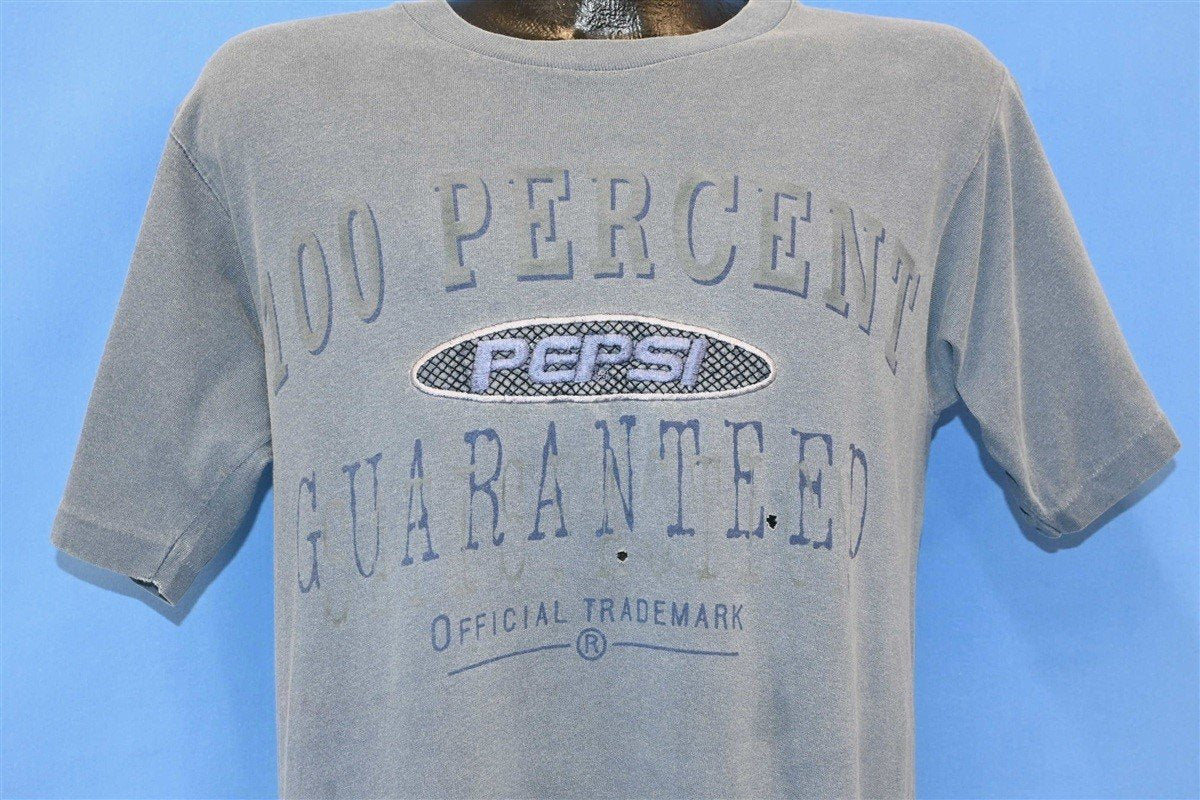 100 PERCENT
PEPSI
GUARANTEED
OFFICIAL TRADEMARK
®